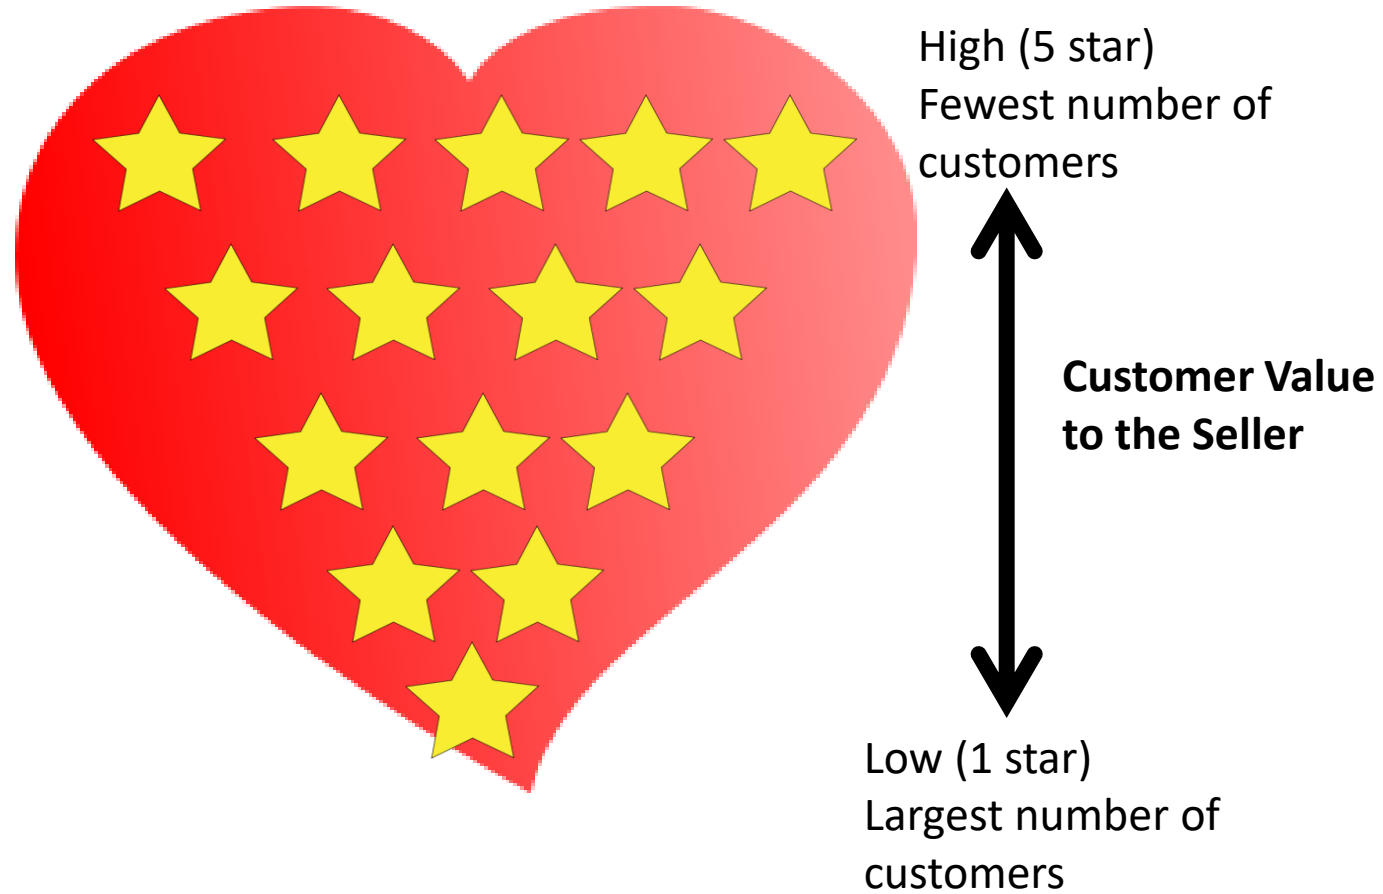 High (5 star)
Fewest number of
customers
Customer Value
to the Seller
Low (1 star)
Largest number of
customers